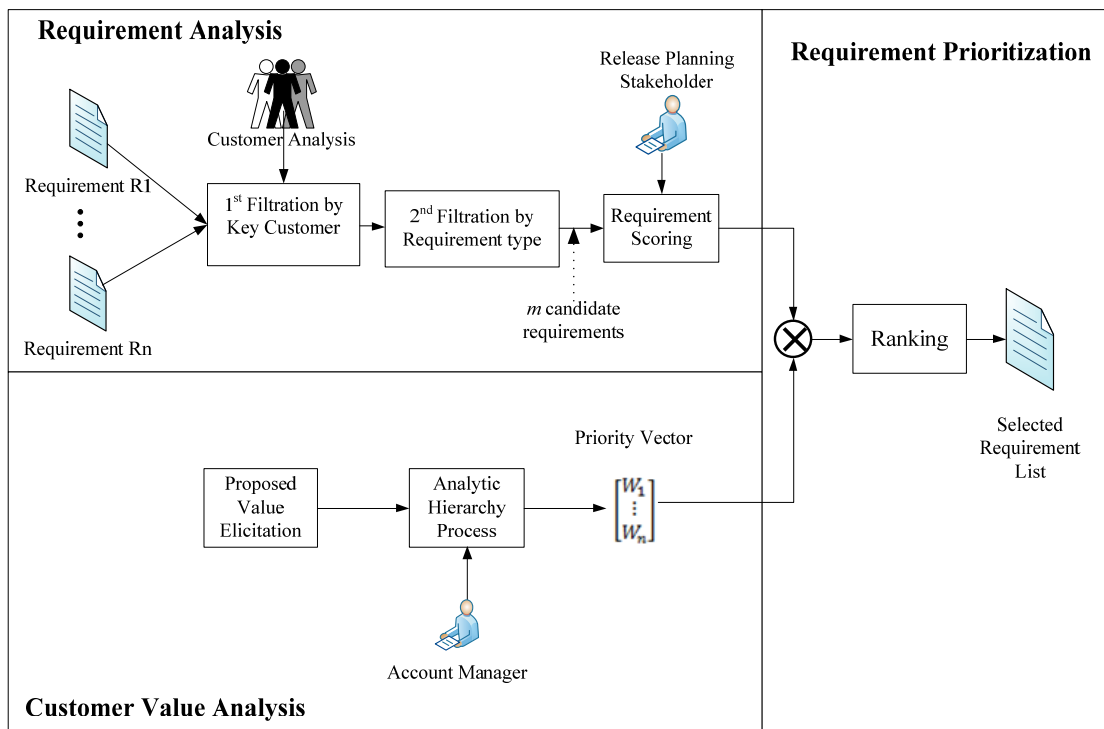 Requirement Analysis
Customer Analysis
Requirement R1
Requirement Rn
1st Filtration by
Key Customer
2nd Filtration by
Requirement type
m candidate
requirements
Release Planning
Stakeholder
Requirement
Scoring
Requirement Prioritization
Ranking
Selected
Requirement
List
Proposed
Value
Elicitation
Analytic
Hierarchy
Process
Account Manager
Priority Vector
W1
⋮
Wn
Customer Value Analysis